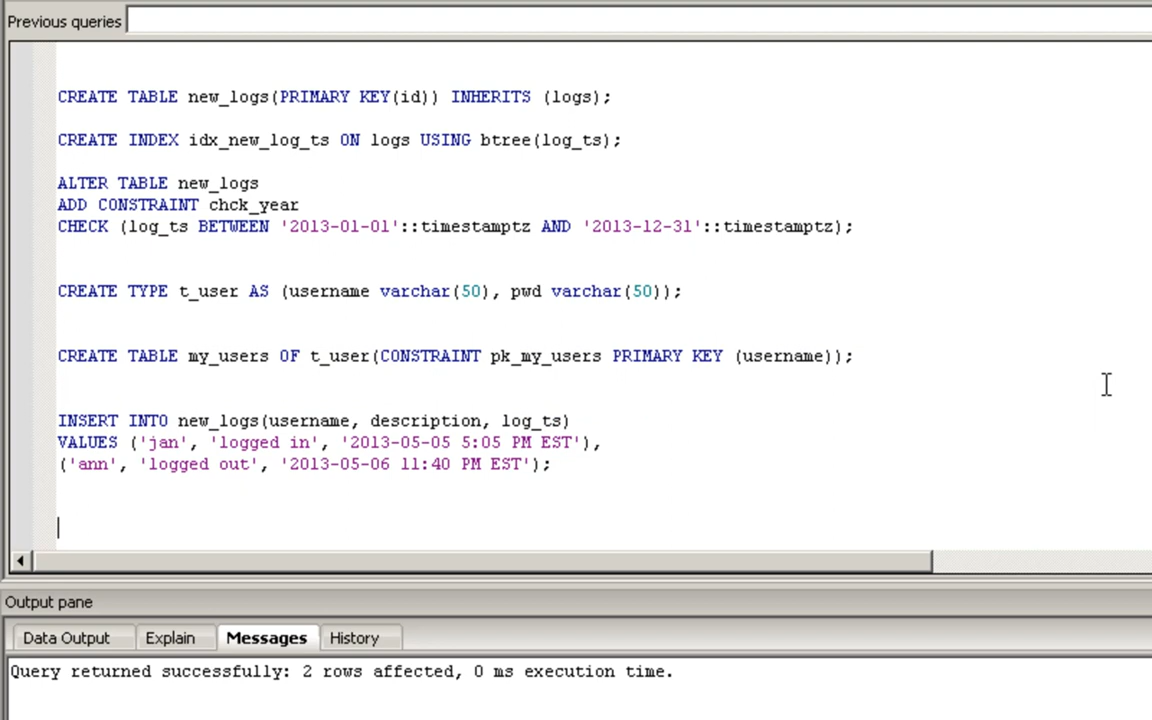 Previous queries
CREATE TABLE new_logs(PRIMARY KEY(id)) INHERITS (logs);
CREATE INDEX idx_new_log_ts ON logs USING btree(log_ts);
ALTER TABLE new_logs
ADD CONSTRAINT chck_year
CHECK (log_ts BETWEEN '2013-01-01'::timestamptz AND '2013-12-31'::timestamptz);
CREATE TYPE t_user AS (username varchar(50), pwd varchar(50));
CREATE TABLE my_users OF t_user(CONSTRAINT pk_my_users PRIMARY KEY (username));
INSERT INTO new_logs(username, description, log_ts)
VALUES ('jan', 'logged in', '2013-05-05 5:05 PM EST'),
('ann', 'logged out', '2013-05-06 11:40 PM EST');
Output pane
Data Output Explain Messages History
Query returned successfully: 2 rows affected, 0 ms execution time.